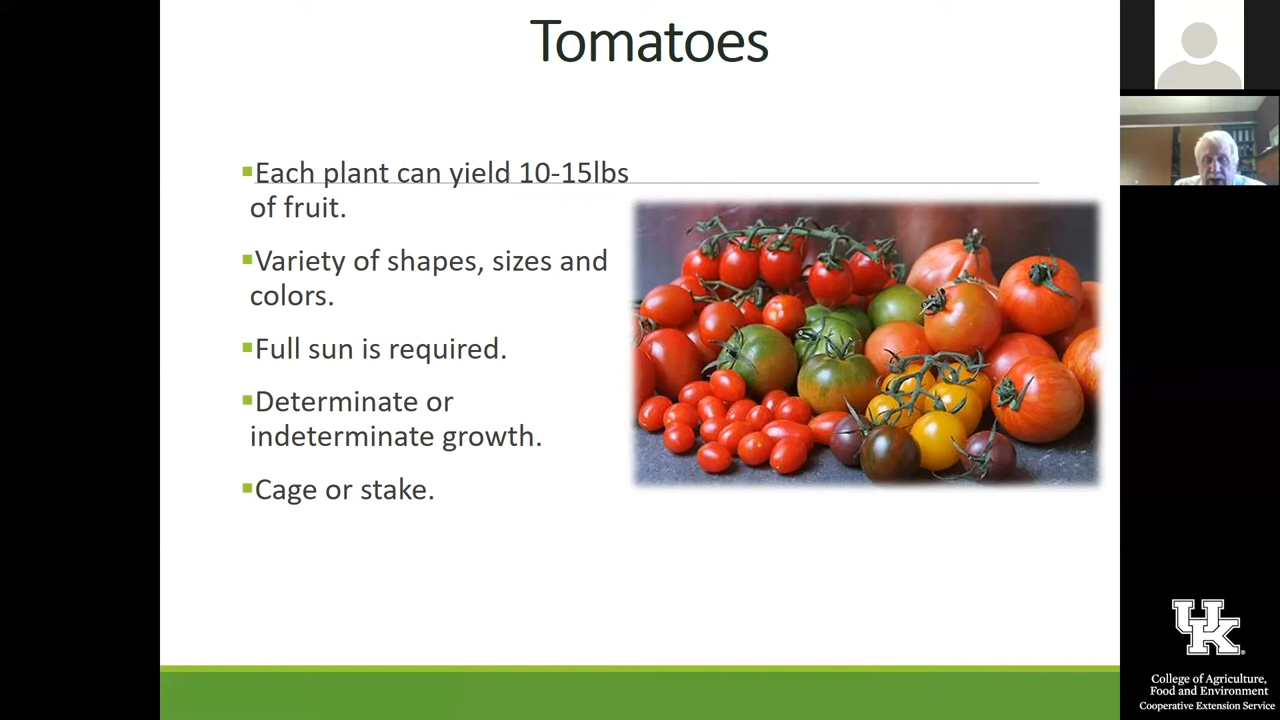 Tomatoes
▪Each plant can yield 10-15lbs
of fruit.
▪Variety of shapes, sizes and
colors.
▪Full sun is required.
▪Determinate or
indeterminate growth.
▪Cage or stake.
UK
College of Agriculture,
Food and Environment
Cooperative Extension Service